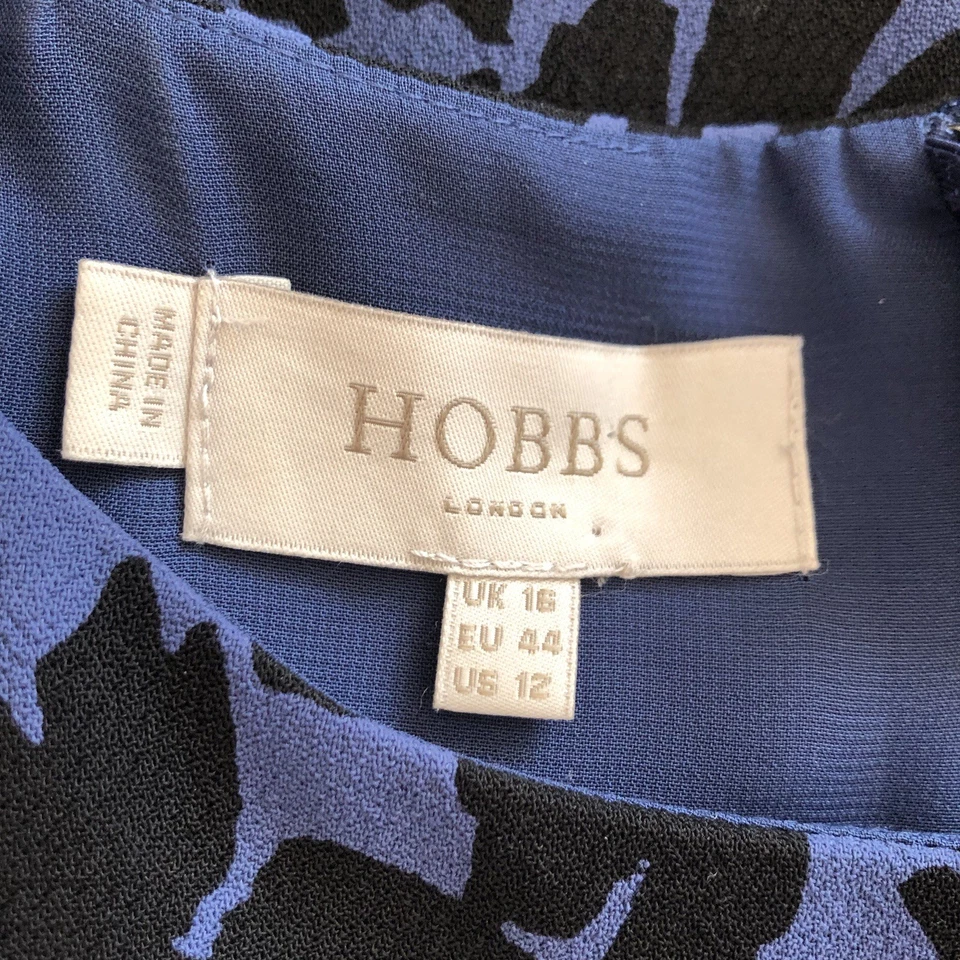 MADE IN
CHINA
HOBBS
LONDON
UK 16
EU 44
US 12